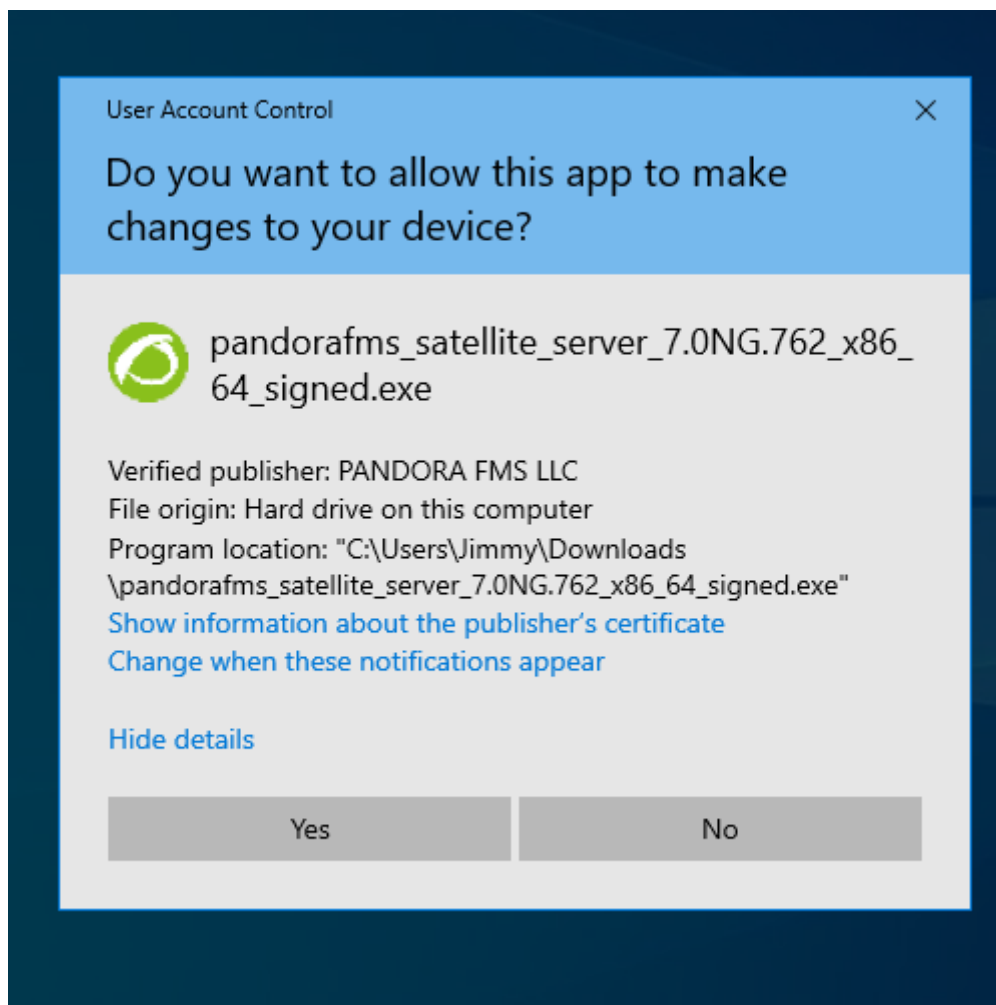 User Account Control
Do you want to allow this app to make
changes to your device?
pandorafms_satellite_server_7.0NG.762_x86_
64_signed.exe
Verified publisher: PANDORA FMS LLC
File origin: Hard drive on this computer
Program location: "C:\Users\Jimmy\Downloads
\pandorafms_satellite_server_7.0NG.762_x86_64_signed.exe"
Show information about the publisher's certificate
Change when these notifications appear
Hide details
Yes
No